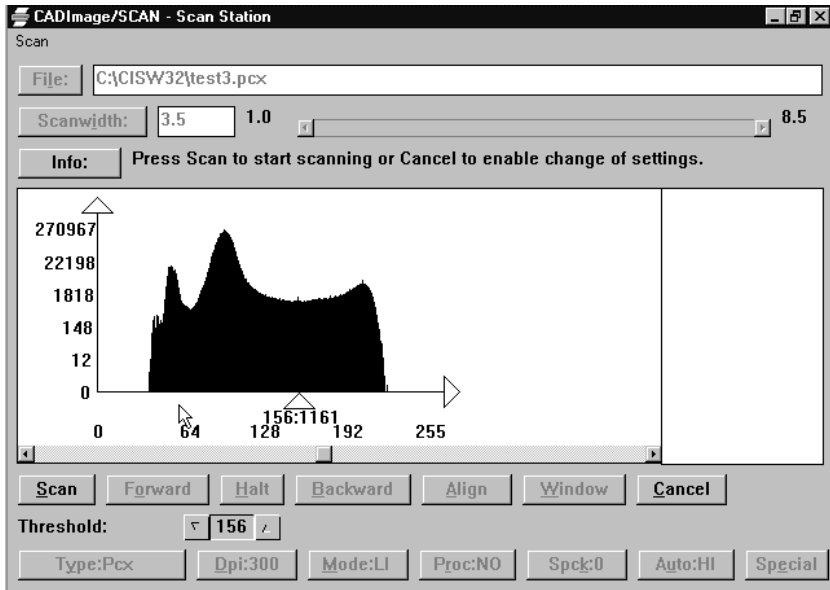 CADImage/SCAN - Scan Station
Scan
File: C:\CISW32\test3.pcx
Scanwidth: 3.5 1.0 8.5
Info: Press Scan to start scanning or Cancel to enable change of settings.
270967
22198
1818
148
12
0
156:1161
0 64 128 192 255
Scan Forward Halt Backward Align Window Cancel
Threshold: 156
Type:Pcx Dpi:300 Mode:LI Proc:NO Spck:0 Auto:HI Special